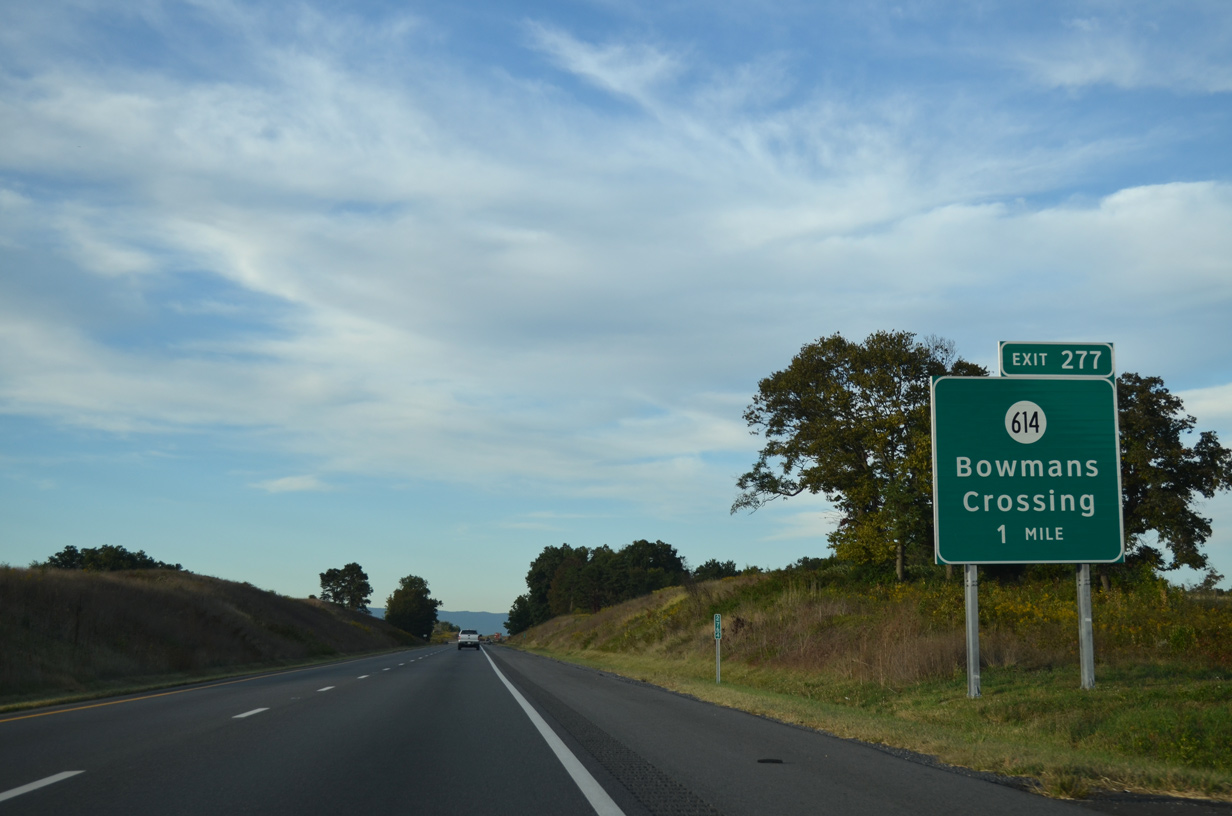 EXIT 277
614
Bowmans
Crossing
1 MILE